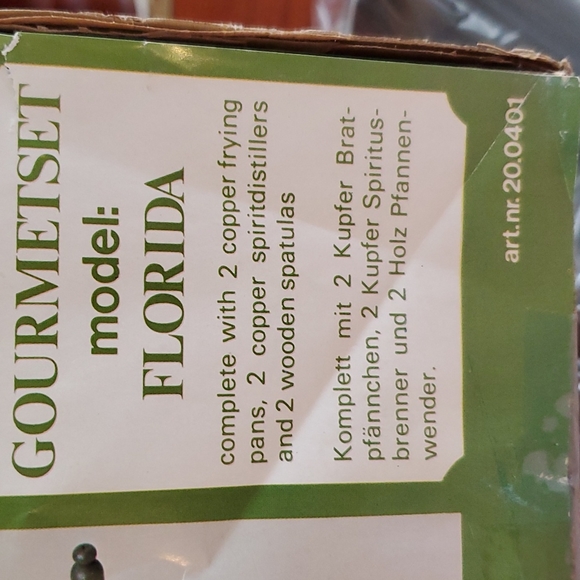 GOURMETSET
model:
FLORIDA
complete with 2 copper frying
pans, 2 copper spiritdistillers
and 2 wooden spatulas
Komplett mit 2 Kupfer Brat-
pfännchen, 2 Kupfer Spiritus-
brenner und 2 Holz Pfannen-
wender.
art.nr. 20.0401